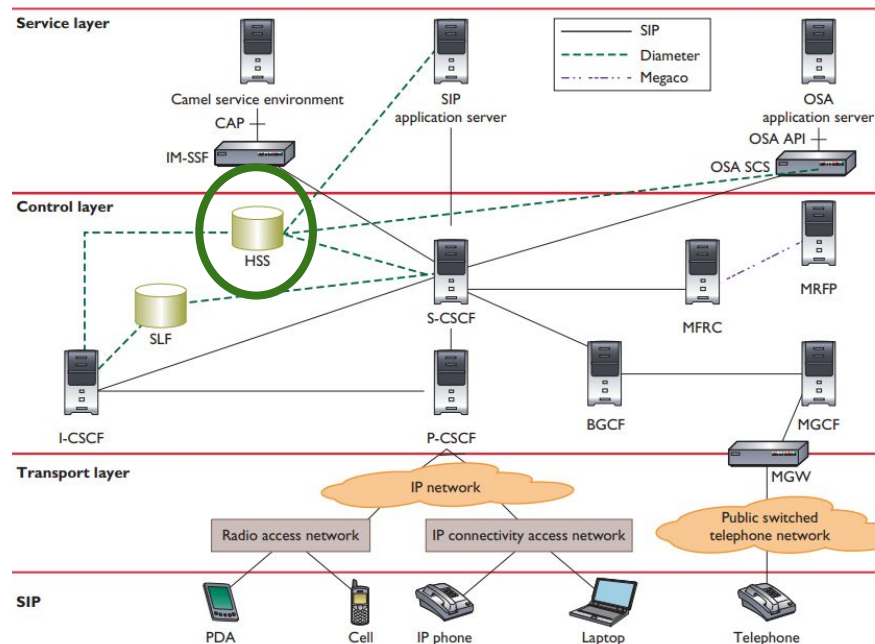 Service layer
SIP
Diameter
Megaco
Camel service environment
SIP
application server
OSA
application server
CAP
OSA API
IM-SSF
OSA SCS
Control layer
HSS
MRFP
S-CSCF
MFRC
SLF
I-CSCF
P-CSCF
BGCF
MGCF
Transport layer
MGW
IP network
Public switched
telephone network
Radio access network
IP connectivity access network
SIP
PDA
Cell
IP phone
Laptop
Telephone